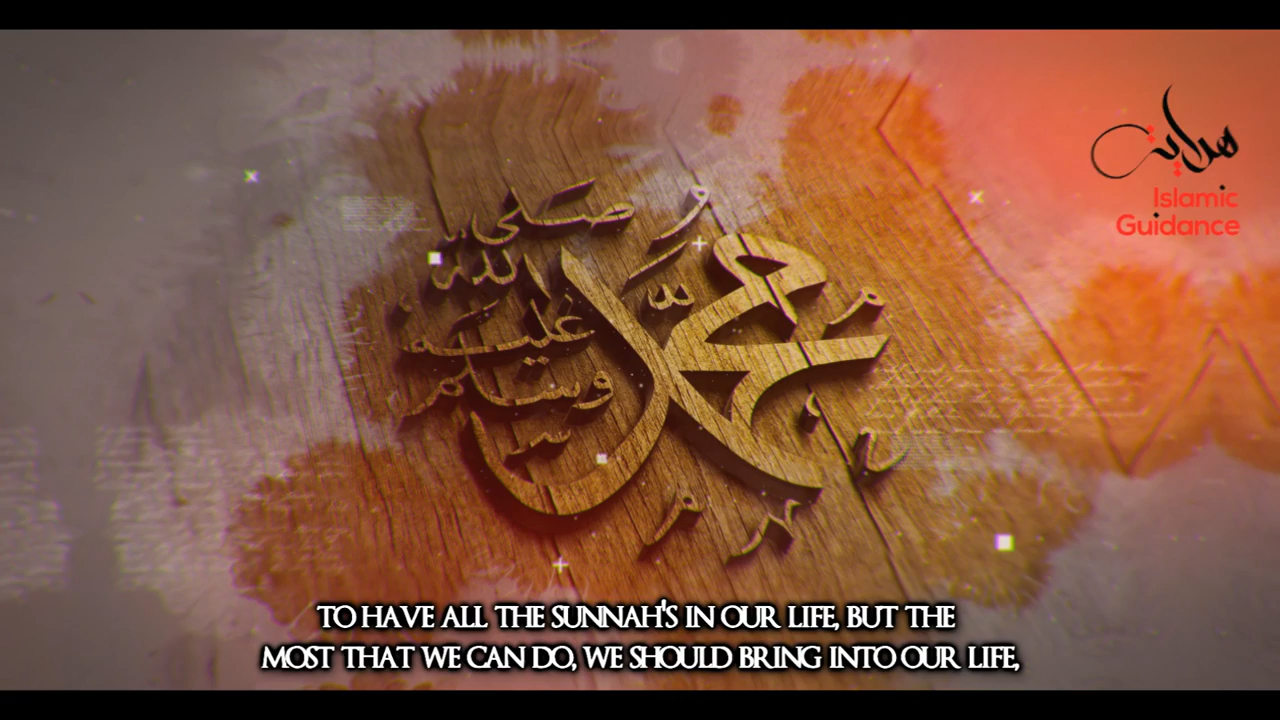 هداية
Islamic
Guidance
محمد
صلى
الله
عليه
وسلم
TO HAVE ALL THE SUNNAH'S IN OUR LIFE, BUT THE
MOST THAT WE CAN DO, WE SHOULD BRING INTO OUR LIFE,